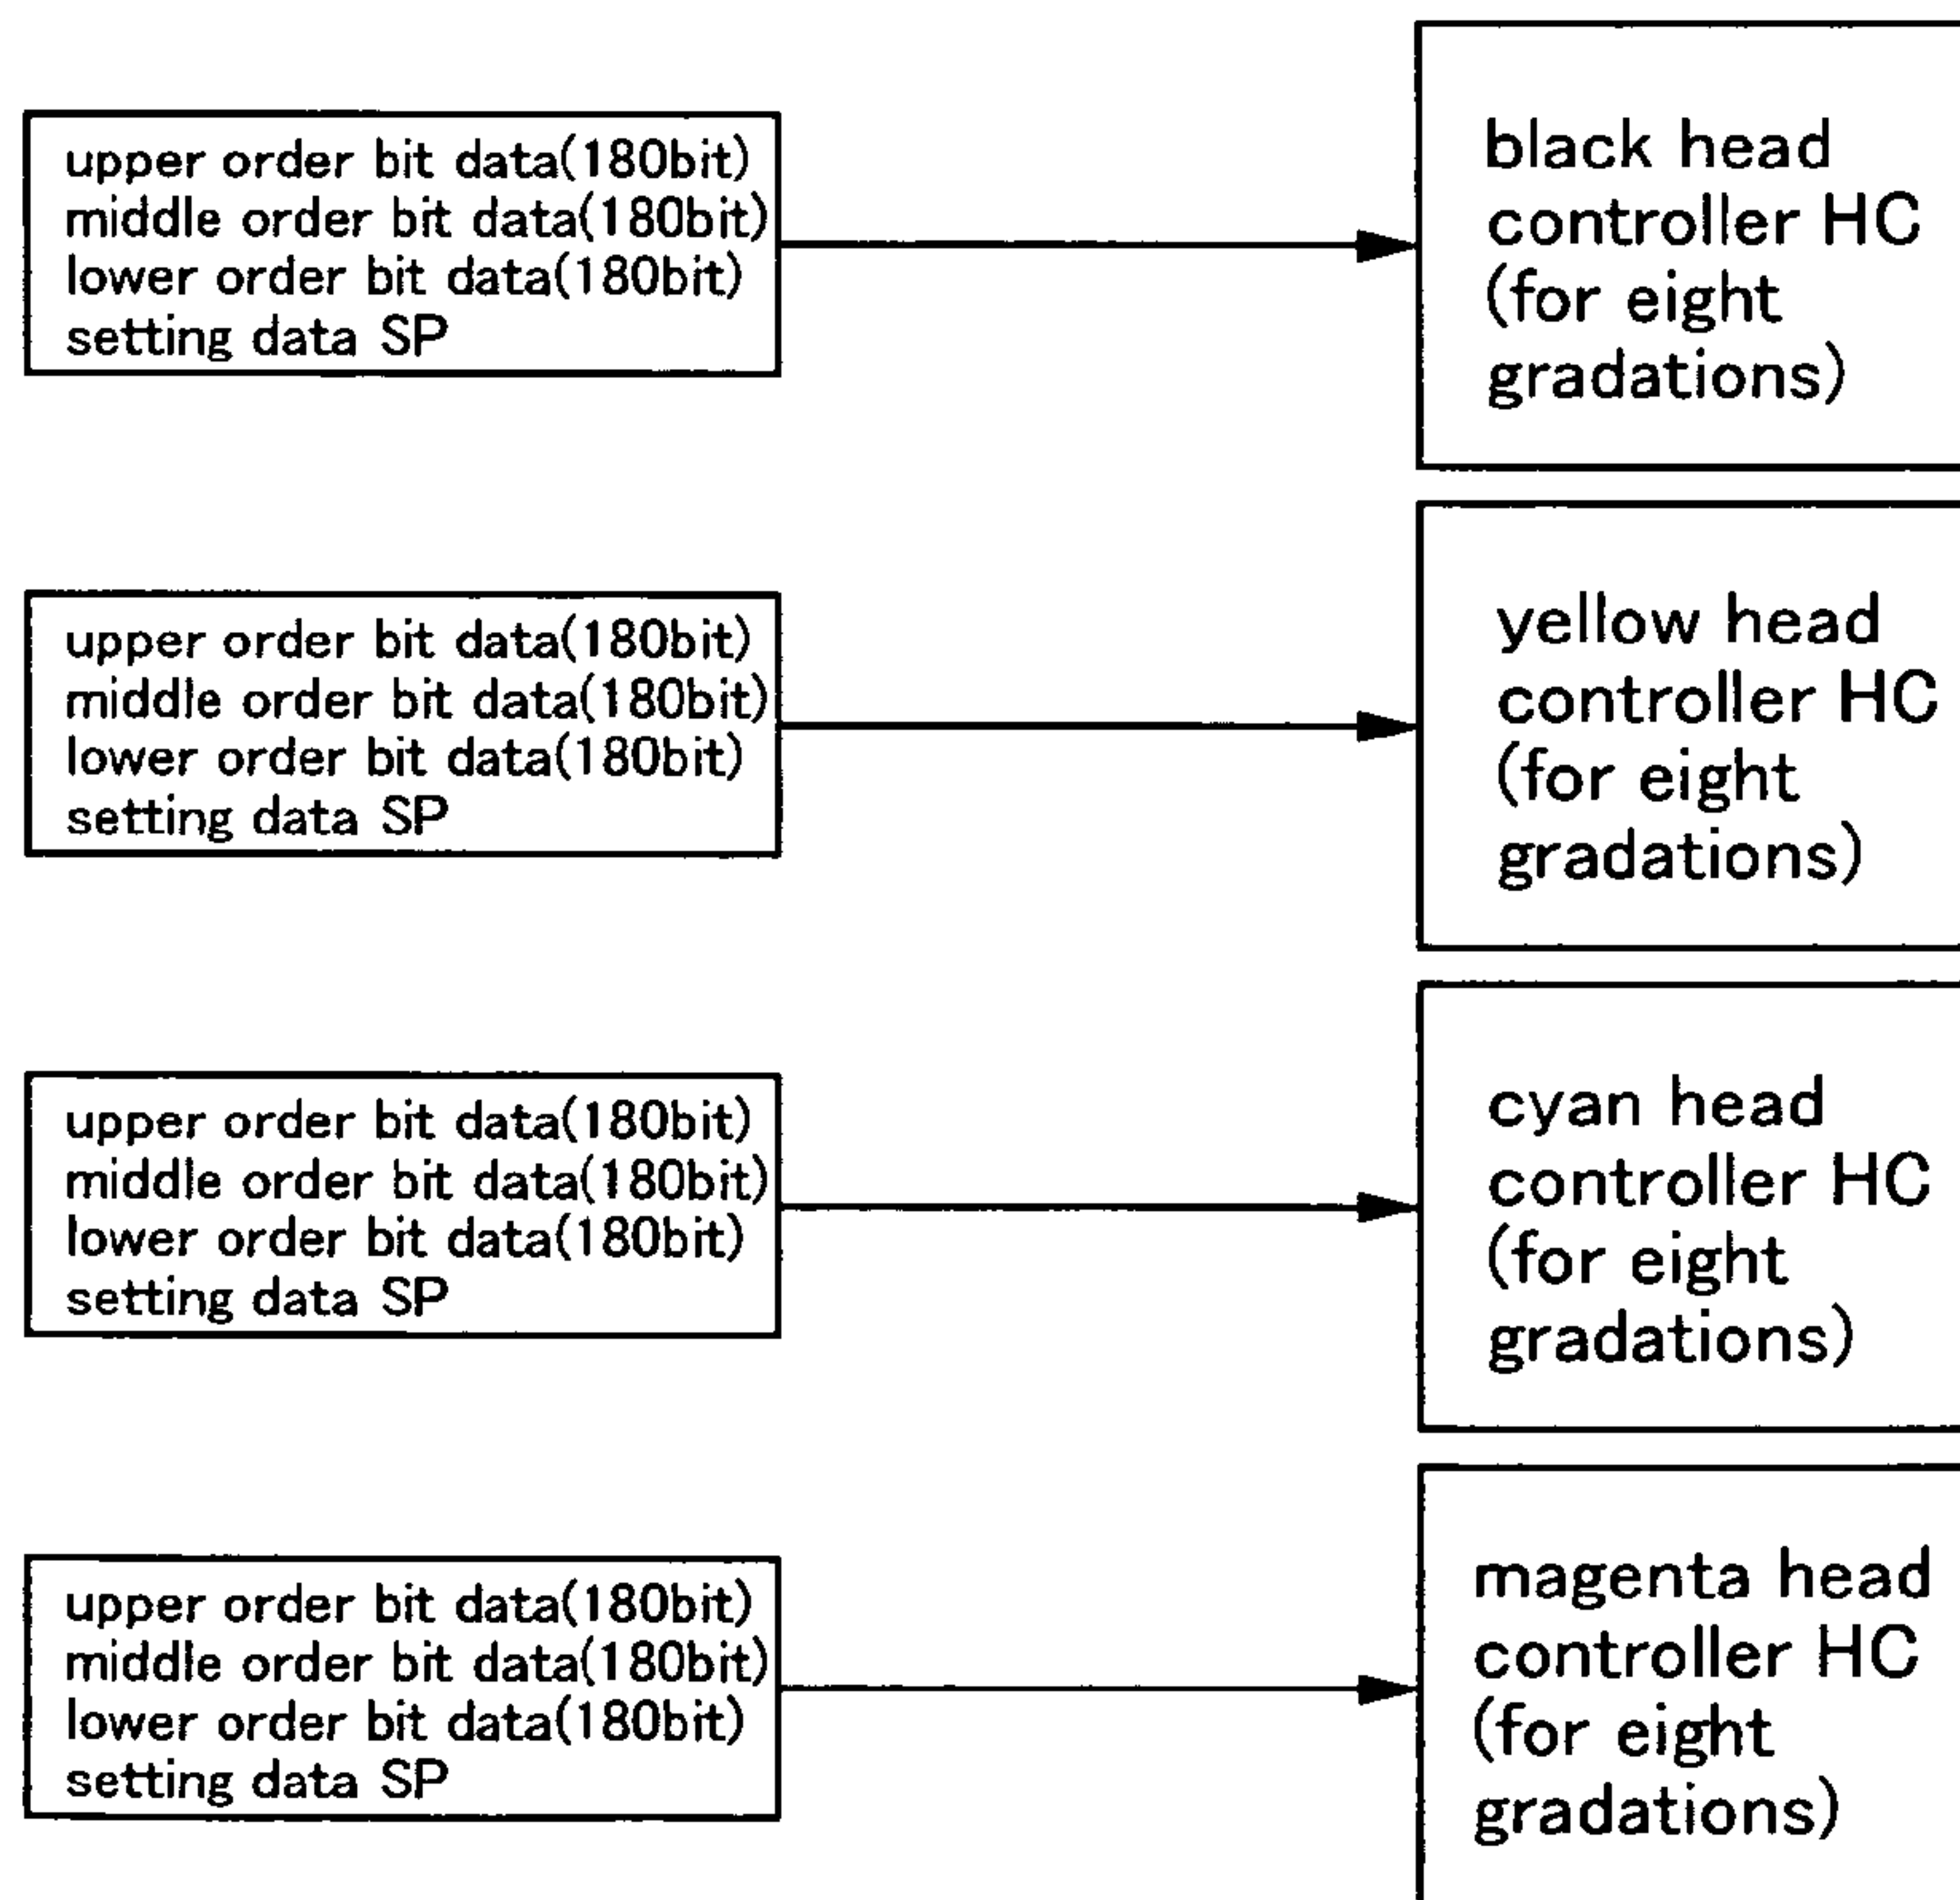 upper order bit data(180bit)
middle order bit data(180bit)
lower order bit data(180bit)
setting data SP
black head
controller HC
(for eight
gradations)
upper order bit data(180bit)
middle order bit data(180bit)
lower order bit data(180bit)
setting data SP
yellow head
controller HC
(for eight
gradations)
upper order bit data(180bit)
middle order bit data(180bit)
lower order bit data(180bit)
setting data SP
cyan head
controller HC
(for eight
gradations)
upper order bit data(180bit)
middle order bit data(180bit)
lower order bit data(180bit)
setting data SP
magenta head
controller HC
(for eight
gradations)